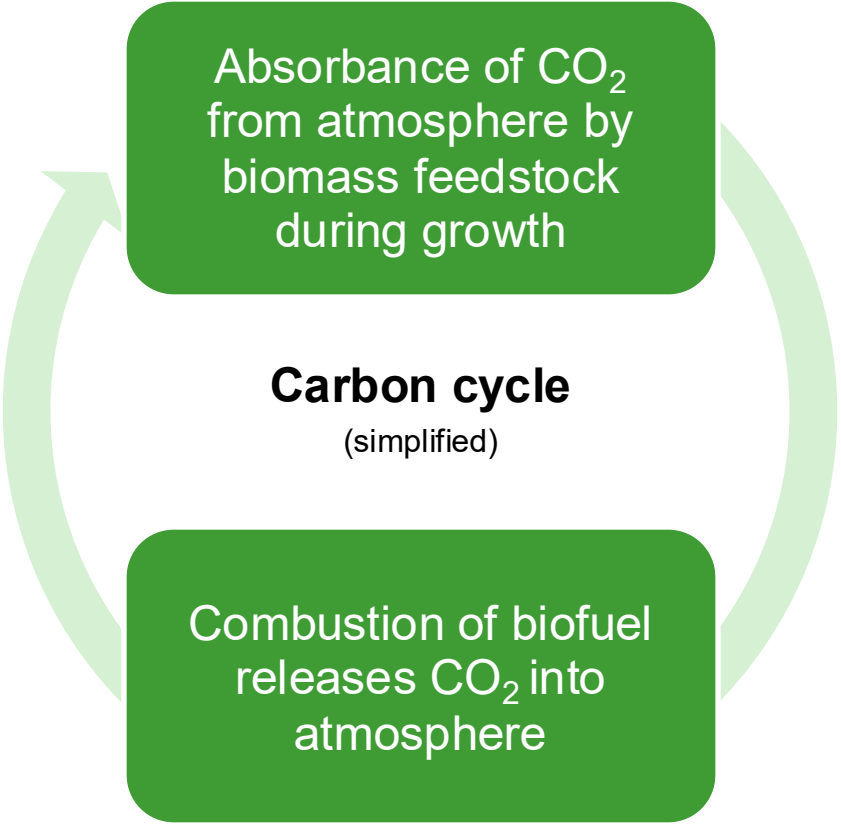 Absorbance of CO₂
from atmosphere by
biomass feedstock
during growth
Carbon cycle
(simplified)
Combustion of biofuel
releases CO₂ into
atmosphere